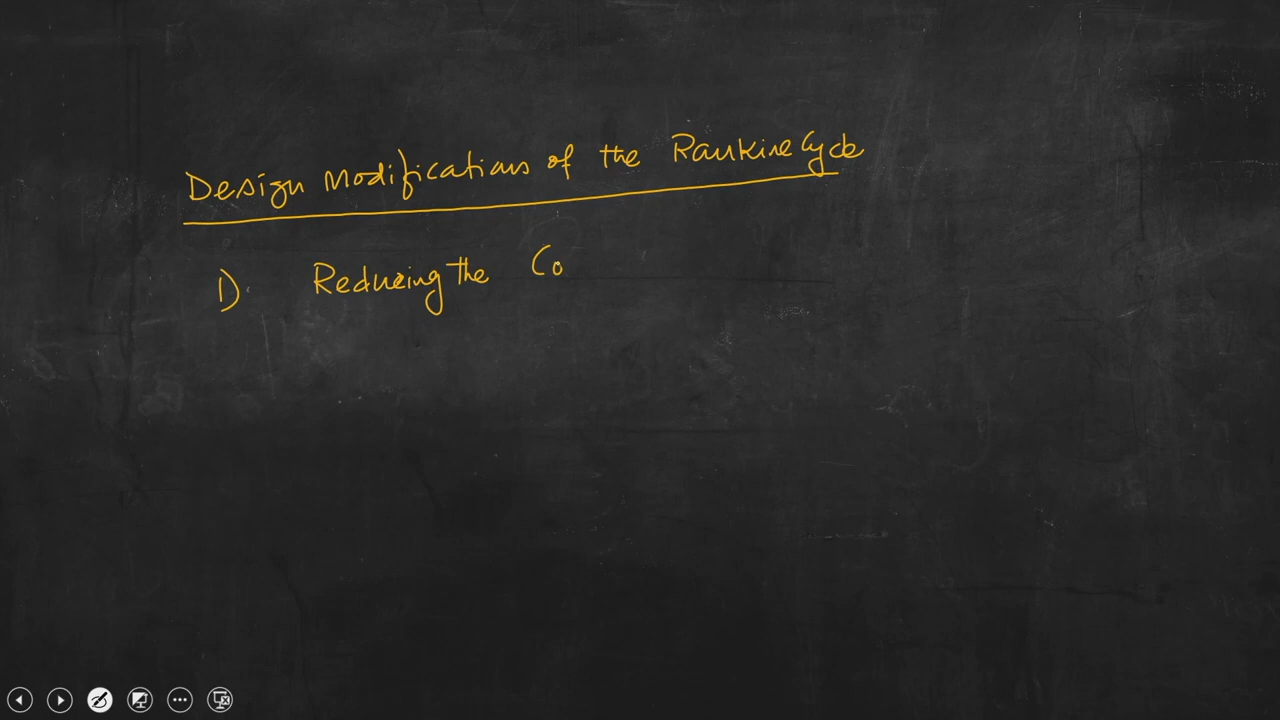 Design Modifications of the Rankine Cycle
1) Reducing the Co